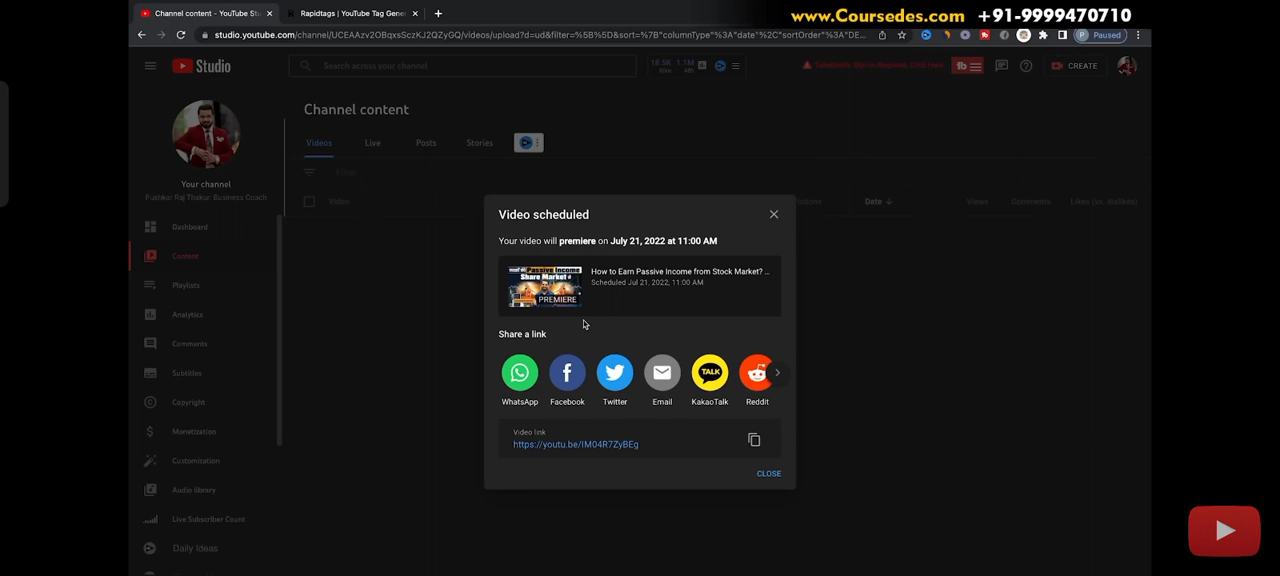 Channel content - YouTube St
Rapidtags | YouTube Tag Gene
www.Coursedes.com +91-9999470710
studio.youtube.com/channel/UCEAAzv2OBqxsSczKJ2QZyGQ/videos/upload?d=ud&filter=%5B%5D&sort=%7B"columnType"%3A"date"%2C"sortOrder"%3A"DE...
P Paused
Studio
Search across your channel
18.5K 1.1M
CREATE
Channel content
Videos Live Posts Stories
Filter
Your channel
Pushkar Raj Thakur: Business Coach
Video
Date
Views
Comments
Likes (vs. dislikes)
Dashboard
Content
Playlists
Analytics
Comments
Subtitles
Copyright
Monetization
Customization
Audio library
Live Subscriber Count
Daily Ideas
Video scheduled
Your video will premiere on July 21, 2022 at 11:00 AM
Passive Income
Share Market
PREMIERE
How to Earn Passive Income from Stock Market? ...
Scheduled Jul 21, 2022, 11:00 AM
Share a link
TALK
WhatsApp Facebook Twitter Email KakaoTalk Reddit
Video link
https://youtu.be/IM04R7ZyBEg
CLOSE